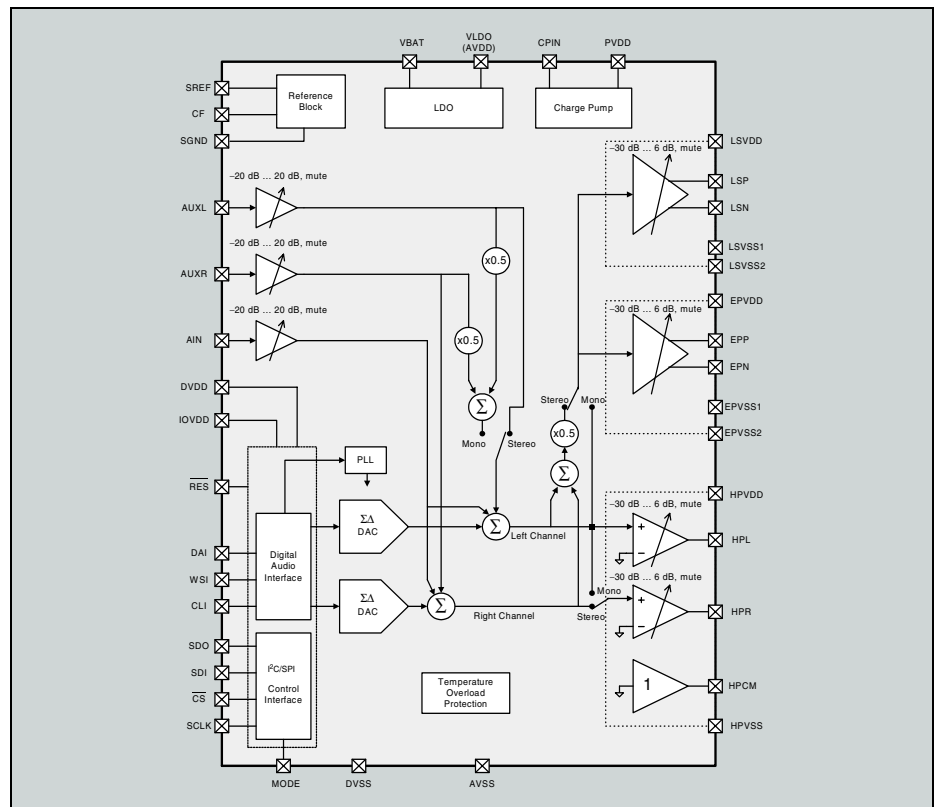 VBAT
VLDO
(AVDD)
CPIN
PVDD
SREF
CF
SGND
Reference
Block
LDO
Charge Pump
LSVDD
–30 dB ... 6 dB, mute
LSP
LSN
LSVSS1
LSVSS2
–20 dB ... 20 dB, mute
AUXL
x0.5
–20 dB ... 20 dB, mute
AUXR
–20 dB ... 20 dB, mute
AIN
x0.5
EPVDD
–30 dB ... 6 dB, mute
EPP
EPN
EPVSS1
EPVSS2
DVDD
IOVDD
Σ
Mono
Stereo
Stereo
Mono
x0.5
Σ
RES
PLL
HPVDD
–30 dB ... 6 dB, mute
ΣΔ
DAC
Σ
Left Channel
+
–
HPL
DAI
WSI
CLI
Digital
Audio
Interface
ΣΔ
DAC
Σ
Right Channel
Mono
Stereo
–30 dB ... 6 dB, mute
+
–
HPR
SDO
SDI
CS
SCLK
I²C/SPI
Control
Interface
Temperature
Overload
Protection
1
HPCM
HPVSS
MODE
DVSS
AVSS